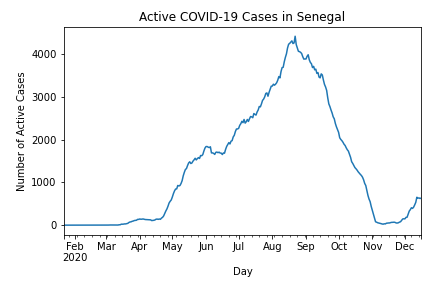 Active COVID-19 Cases in Senegal
Number of Active Cases
4000
3000
2000
1000
0
Feb Mar Apr May Jun Jul Aug Sep Oct Nov Dec
2020
Day